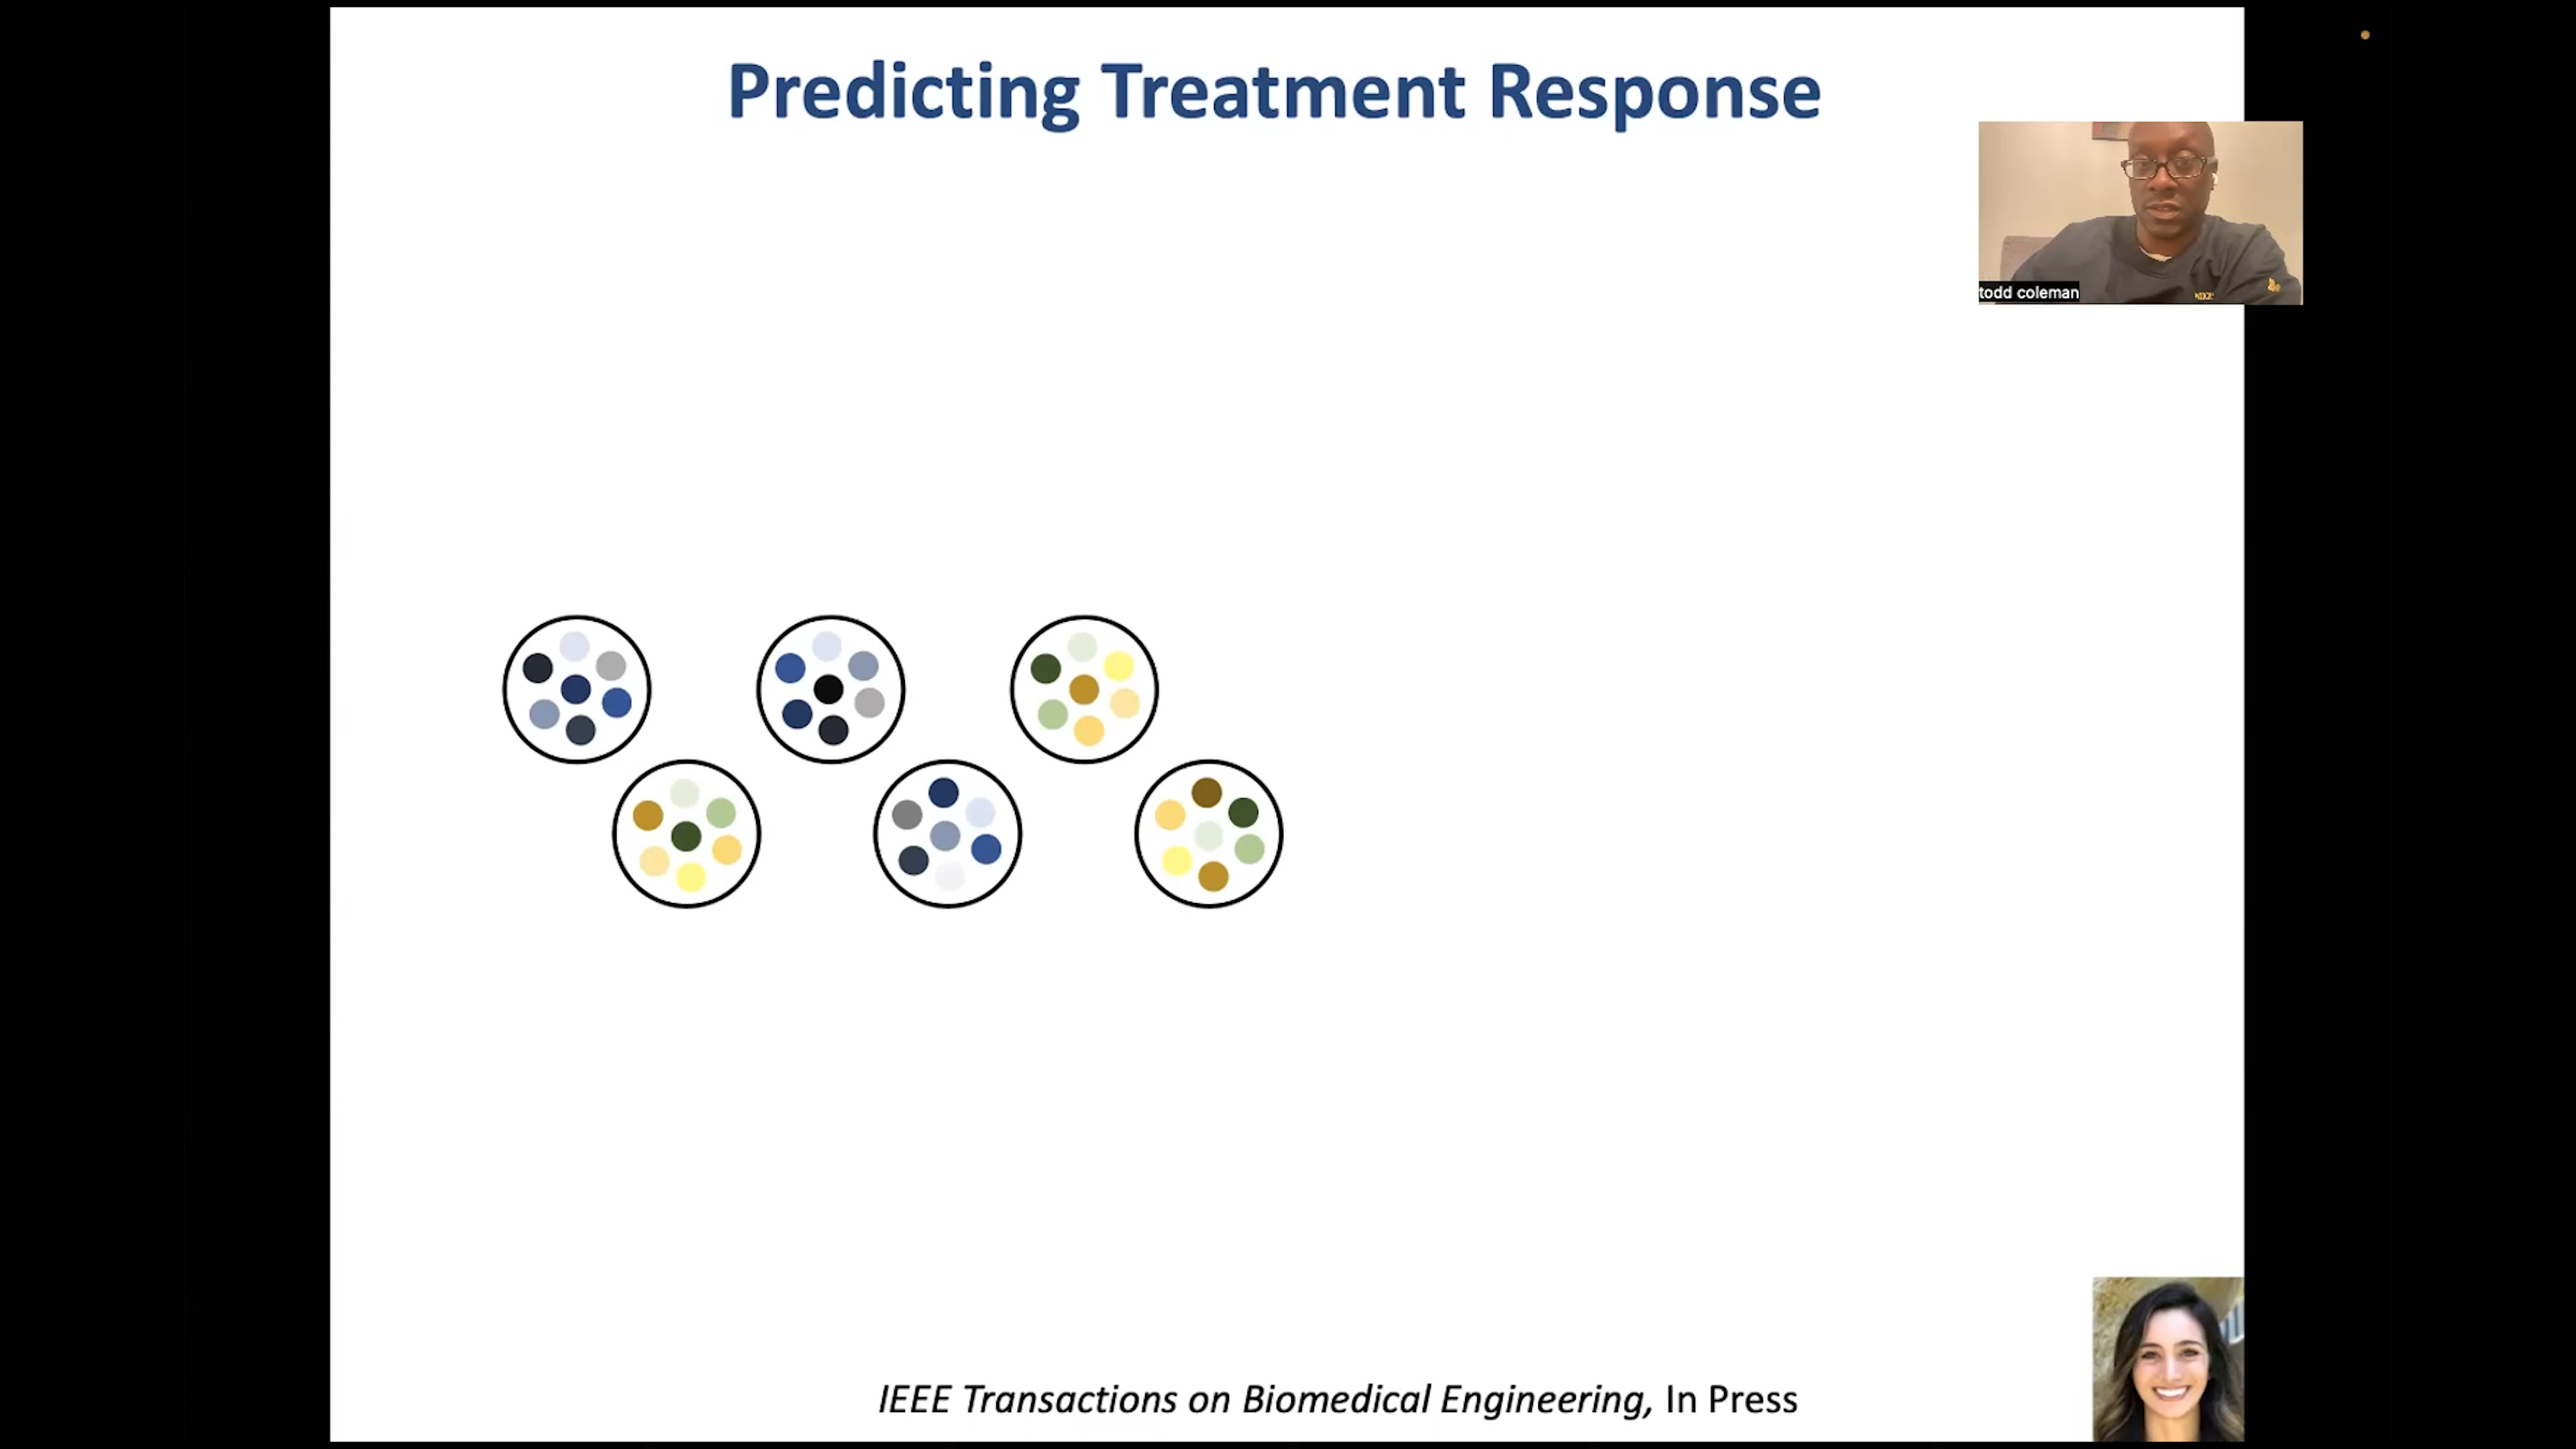 Predicting Treatment Response
todd coleman
IEEE Transactions on Biomedical Engineering, In Press